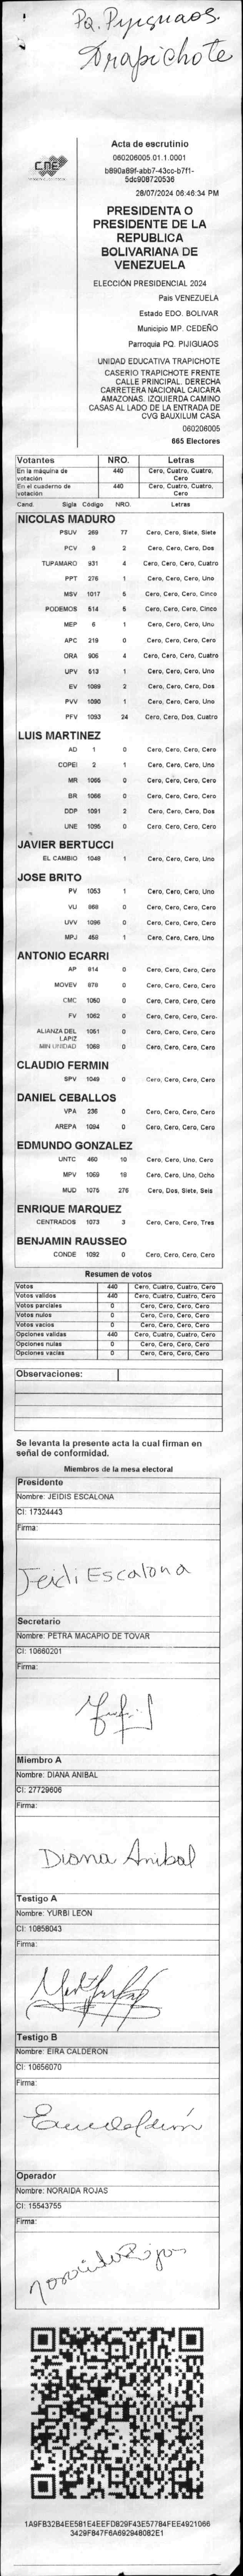 Pq. Pijiguaos.
Trapichote
Acta de escrutinio
060206005.01.1.0001
b890a89f-abb7-43cc-b7f1-
5dc908720536
28/07/2024 06:46:34 PM
CNE
PRESIDENTA O
PRESIDENTE DE LA
REPUBLICA
BOLIVARIANA DE
VENEZUELA
ELECCIÓN PRESIDENCIAL 2024
Pais VENEZUELA
Estado EDO. BOLIVAR
Municipio MP. CEDEÑO
Parroquia PQ. PIJIGUAOS
UNIDAD EDUCATIVA TRAPICHOTE
CASERIO TRAPICHOTE FRENTE
CALLE PRINCIPAL. DERECHA
CARRETERA NACIONAL CAICARA
AMAZONAS. IZQUIERDA CAMINO
CASAS AL LADO DE LA ENTRADA DE
CVG BAUXILUM CASA
060206005
665 Electores
Votantes NRO. Letras
En la máquina de votación 440 Cero, Cuatro, Cuatro, Cero
En el cuaderno de votación 440 Cero, Cuatro, Cuatro, Cero
Cand. Sigla Código NRO. Letras
NICOLAS MADURO
PSUV 269 77 Cero, Cero, Siete, Siete
PCV 9 2 Cero, Cero, Cero, Dos
TUPAMARO 931 4 Cero, Cero, Cero, Cuatro
PPT 276 1 Cero, Cero, Cero, Uno
MSV 1017 5 Cero, Cero, Cero, Cinco
PODEMOS 514 5 Cero, Cero, Cero, Cinco
MEP 6 1 Cero, Cero, Cero, Uno
APC 219 0 Cero, Cero, Cero, Cero
ORA 906 4 Cero, Cero, Cero, Cuatro
UPV 513 1 Cero, Cero, Cero, Uno
EV 1089 2 Cero, Cero, Cero, Dos
PVV 1090 1 Cero, Cero, Cero, Uno
PFV 1093 24 Cero, Cero, Dos, Cuatro
LUIS MARTINEZ
AD 1 0 Cero, Cero, Cero, Cero
COPEI 2 1 Cero, Cero, Cero, Uno
MR 1065 0 Cero, Cero, Cero, Cero
BR 1066 0 Cero, Cero, Cero, Cero
DDP 1091 2 Cero, Cero, Cero, Dos
UNE 1095 0 Cero, Cero, Cero, Cero
JAVIER BERTUCCI
EL CAMBIO 1048 1 Cero, Cero, Cero, Uno
JOSE BRITO
PV 1053 1 Cero, Cero, Cero, Uno
VU 868 0 Cero, Cero, Cero, Cero
UVV 1096 0 Cero, Cero, Cero, Cero
MPJ 459 1 Cero, Cero, Cero, Uno
ANTONIO ECARRI
AP 814 0 Cero, Cero, Cero, Cero
MOVEV 878 0 Cero, Cero, Cero, Cero
CMC 1050 0 Cero, Cero, Cero, Cero
FV 1062 0 Cero, Cero, Cero, Cero
ALIANZA DEL LAPIZ 1051 0 Cero, Cero, Cero, Cero
MIN UNIDAD 1068 0 Cero, Cero, Cero, Cero
CLAUDIO FERMIN
SPV 1049 0 Cero, Cero, Cero, Cero
DANIEL CEBALLOS
VPA 236 0 Cero, Cero, Cero, Cero
AREPA 1094 0 Cero, Cero, Cero, Cero
EDMUNDO GONZALEZ
UNTC 460 10 Cero, Cero, Uno, Cero
MPV 1069 18 Cero, Cero, Uno, Ocho
MUD 1075 276 Cero, Dos, Siete, Seis
ENRIQUE MARQUEZ
CENTRADOS 1073 3 Cero, Cero, Cero, Tres
BENJAMIN RAUSSEO
CONDE 1092 0 Cero, Cero, Cero, Cero
Resumen de votos
Votos 440 Cero, Cuatro, Cuatro, Cero
Votos validos 440 Cero, Cuatro, Cuatro, Cero
Votos parciales 0 Cero, Cero, Cero, Cero
Votos nulos 0 Cero, Cero, Cero, Cero
Votos vacios 0 Cero, Cero, Cero, Cero
Opciones validas 440 Cero, Cuatro, Cuatro, Cero
Opciones nulas 0 Cero, Cero, Cero, Cero
Opciones vacias 0 Cero, Cero, Cero, Cero
Observaciones:
Se levanta la presente acta la cual firman en
señal de conformidad.
Miembros de la mesa electoral
Presidente
Nombre: JEIDIS ESCALONA
CI: 17324443
Firma:
Jeidi Escalona
Secretario
Nombre: PETRA MACAPIO DE TOVAR
CI: 10660201
Firma:
Miembro A
Nombre: DIANA ANIBAL
CI: 27729606
Firma:
Diana Anibal
Testigo A
Nombre: YURBI LEON
CI: 10858043
Firma:
Testigo B
Nombre: EIRA CALDERON
CI: 10656070
Firma:
Operador
Nombre: NORAIDA ROJAS
CI: 15543755
Firma:
Noraida Rojas
1A9FB32B4EE581E4EEFD829F43E57784FEE4921066
3429FB47F6A692948082E1